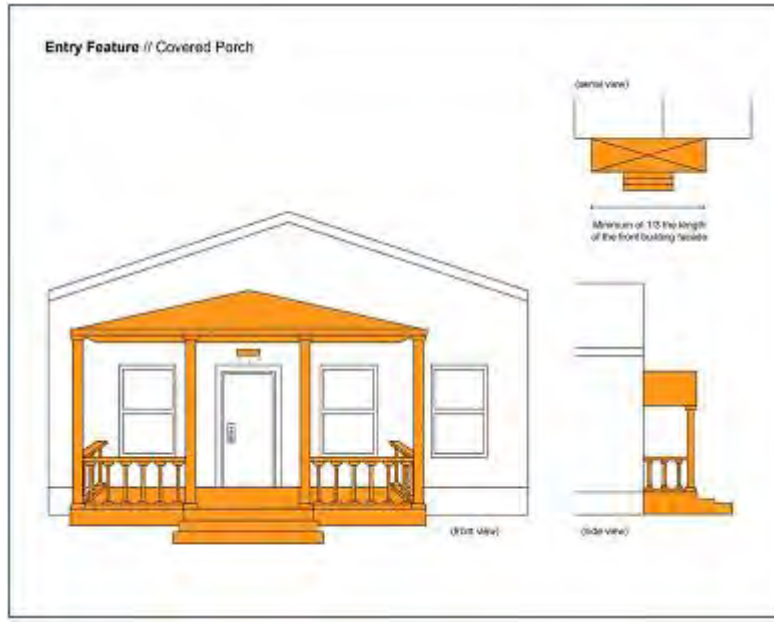 Entry Feature // Covered Porch
(aerial view)
Minimum of 1/3 the length
of the front building facade
(front view)
(side view)